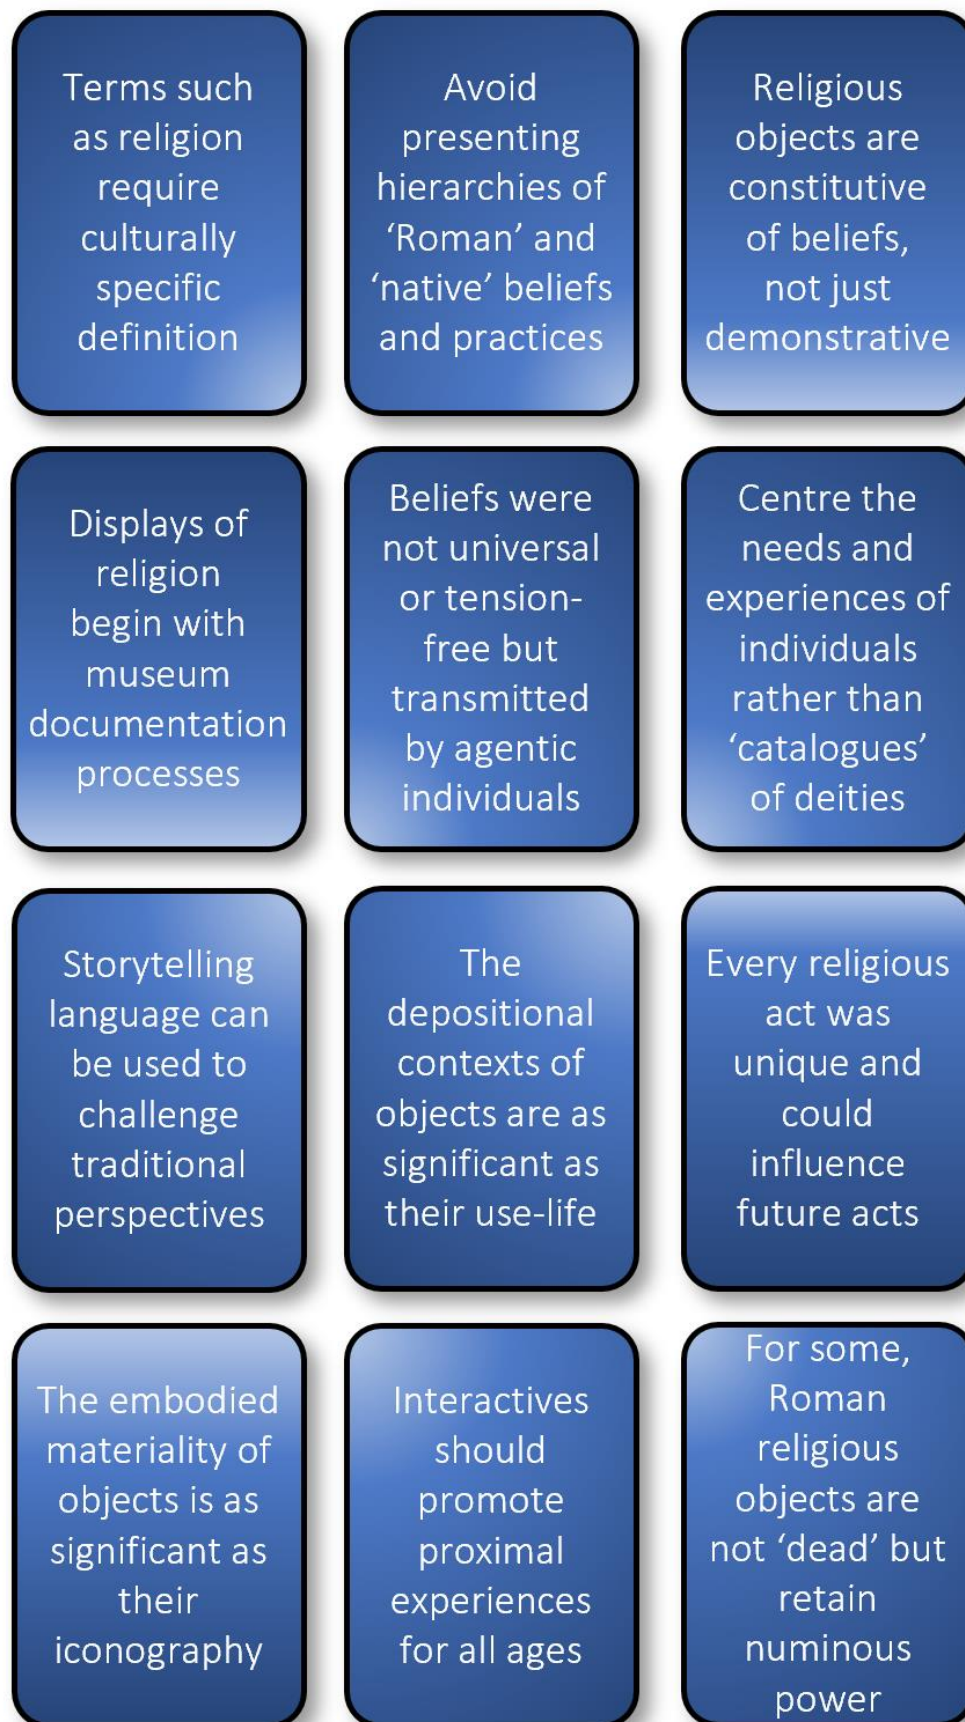 Terms such
as religion
require
culturally
specific
definition
Avoid
presenting
hierarchies of
‘Roman’ and
‘native’ beliefs
and practices
Religious
objects are
constitutive
of beliefs,
not just
demonstrative
Displays of
religion
begin with
museum
documentation
processes
Beliefs were
not universal
or tension-
free but
transmitted
by agentic
individuals
Centre the
needs and
experiences of
individuals
rather than
‘catalogues’
of deities
Storytelling
language can
be used to
challenge
traditional
perspectives
The
depositional
contexts of
objects are as
significant as
their use-life
Every religious
act was
unique and
could
influence
future acts
The embodied
materiality of
objects is as
significant as
their
iconography
Interactives
should
promote
proximal
experiences
for all ages
For some,
Roman
religious
objects are
not ‘dead’ but
retain
numinous
power